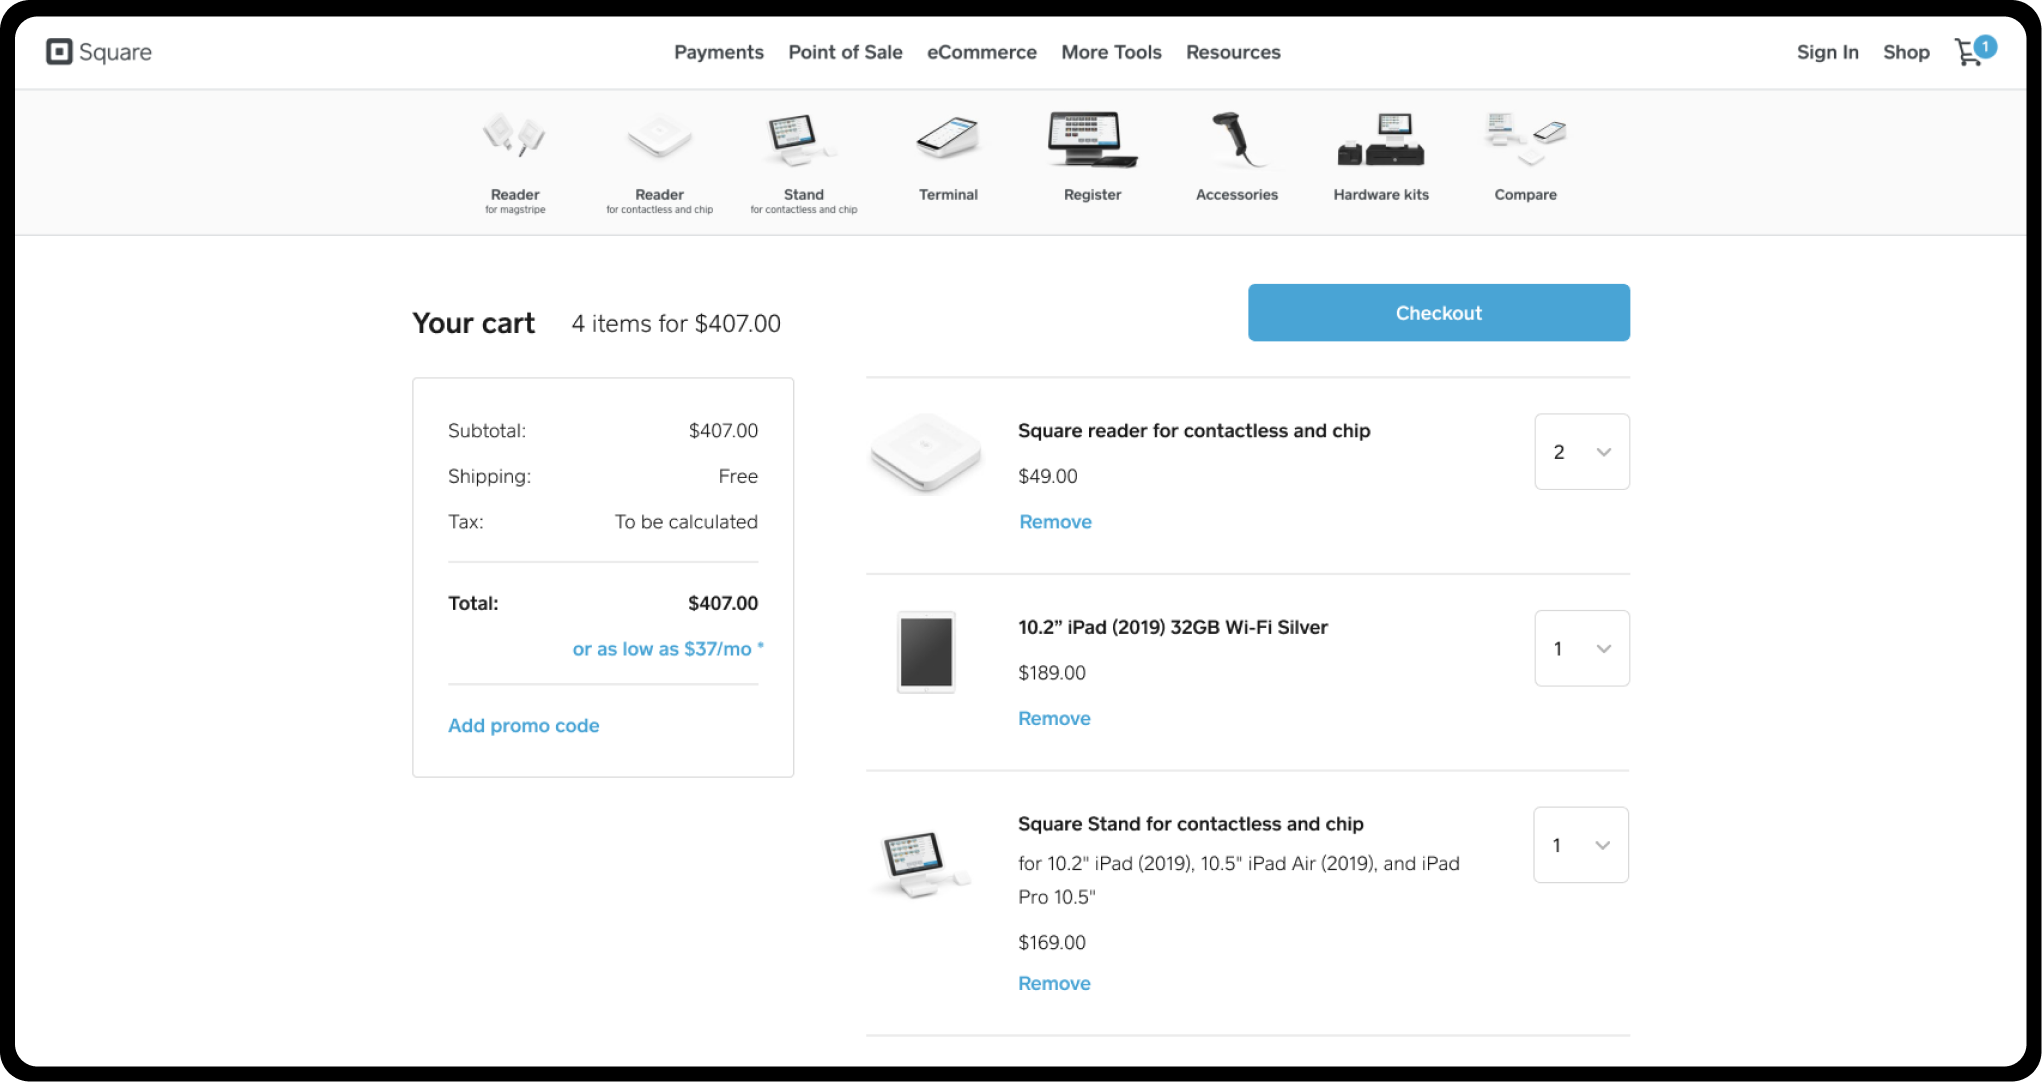 Square
Payments Point of Sale eCommerce More Tools Resources
Sign In Shop 1
Reader
for magstripe
Reader
for contactless and chip
Stand
for contactless and chip
Terminal
Register
Accessories
Hardware kits
Compare
Your cart 4 items for $407.00
Checkout
Subtotal: $407.00
Shipping: Free
Tax: To be calculated
Total: $407.00
or as low as $37/mo *
Add promo code
Square reader for contactless and chip
2
$49.00
Remove
10.2” iPad (2019) 32GB Wi-Fi Silver
1
$189.00
Remove
Square Stand for contactless and chip
1
for 10.2" iPad (2019), 10.5" iPad Air (2019), and iPad
Pro 10.5"
$169.00
Remove